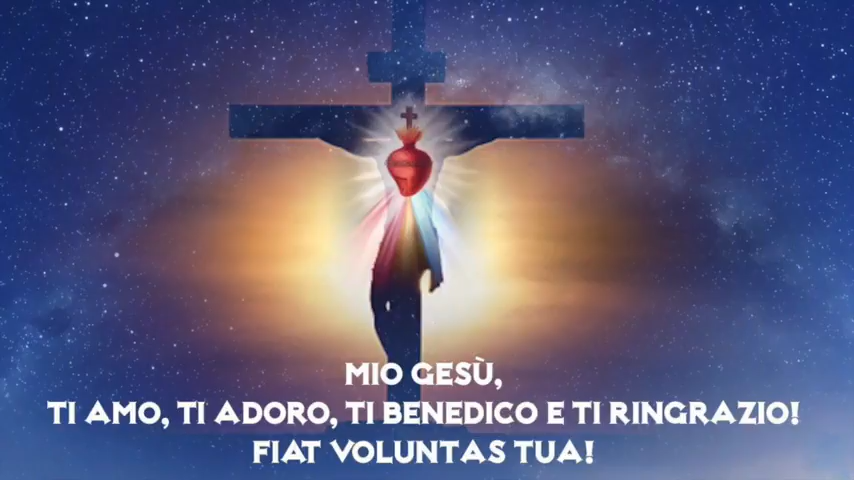 MIO GESÙ,
TI AMO, TI ADORO, TI BENEDICO E TI RINGRAZIO!
FIAT VOLUNTAS TUA!